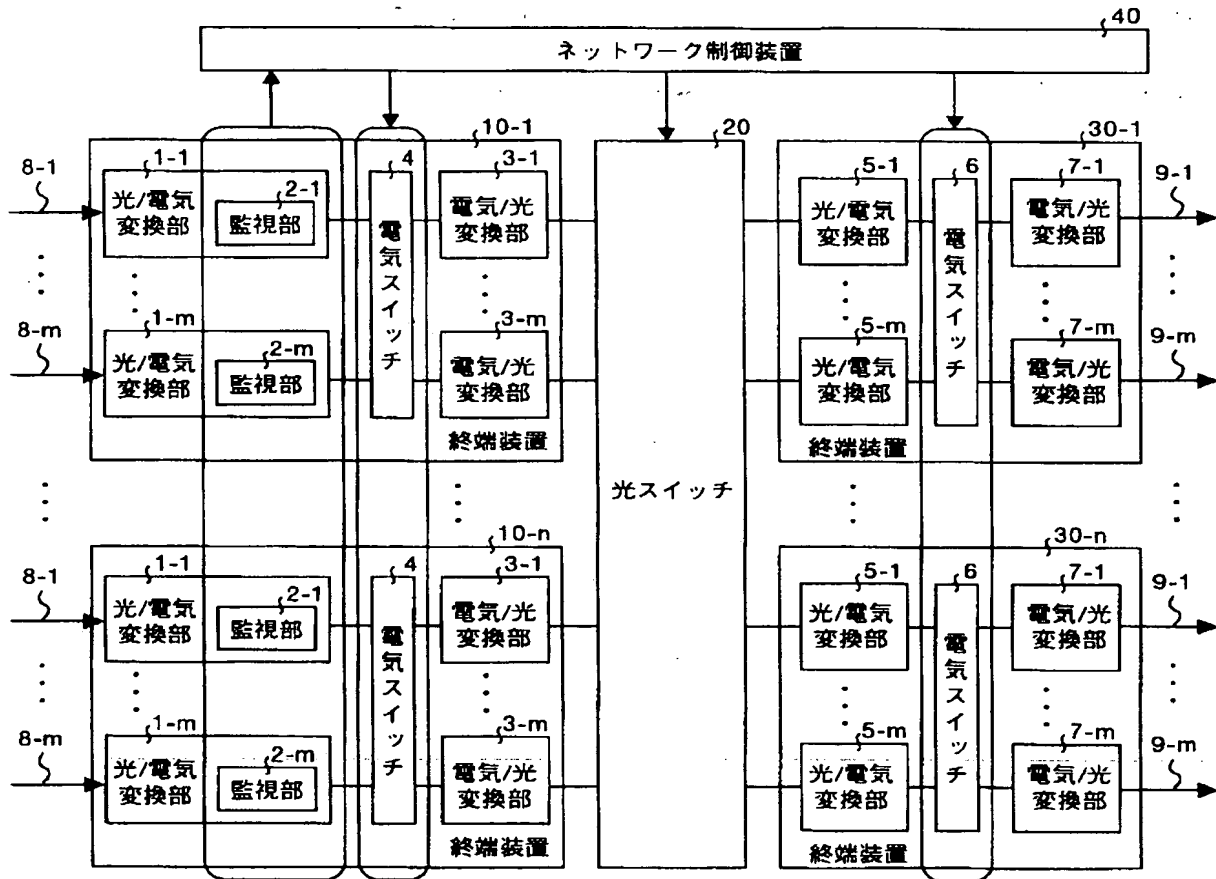 40
ネットワーク制御装置
10-1
20
30-1
8-1
1-1
2-1
4
3-1
5-1
6
7-1
9-1
光/電気
変換部
監視部
電気スイッチ
電気/光
変換部
光/電気
変換部
電気スイッチ
電気/光
変換部
8-m
1-m
2-m
3-m
5-m
7-m
9-m
光/電気
変換部
監視部
電気/光
変換部
光/電気
変換部
電気/光
変換部
終端装置
終端装置
光スイッチ
10-n
30-n
8-1
1-1
2-1
4
3-1
5-1
6
7-1
9-1
光/電気
変換部
監視部
電気スイッチ
電気/光
変換部
光/電気
変換部
電気スイッチ
電気/光
変換部
8-m
1-m
2-m
3-m
5-m
7-m
9-m
光/電気
変換部
監視部
電気/光
変換部
光/電気
変換部
電気/光
変換部
終端装置
終端装置